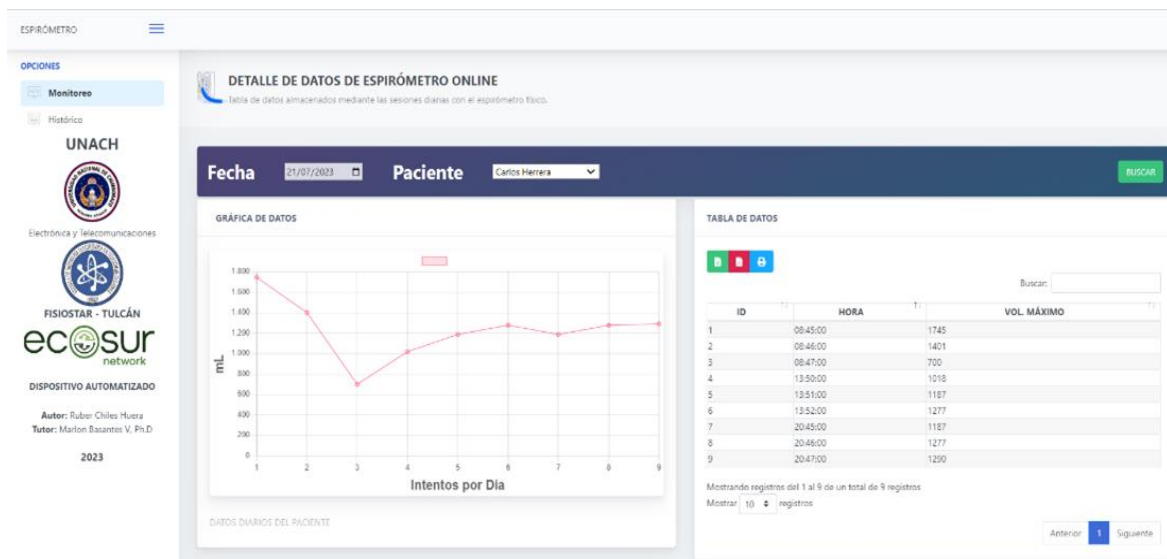 ESPIRÓMETRO
OPCIONES
Monitoreo
Histórico
UNACH
Electrónica y Telecomunicaciones
FISIOSTAR - TULCÁN
ecosur
network
DISPOSITIVO AUTOMATIZADO
Autor: Ruber Chiles Huera
Tutor: Marlon Basantes V, Ph.D
2023
DETALLE DE DATOS DE ESPIRÓMETRO ONLINE
Tabla de datos almacenados mediante las sesiones diarias con el espirómetro físico.
Fecha 21/07/2023 Paciente Carlos Herrera BUSCAR
GRÁFICA DE DATOS
1.800
1.600
1.400
1.200
1.000
800
600
400
200
0
mL
1 2 3 4 5 6 7 8 9
Intentos por Dia
DATOS DIARIOS DEL PACIENTE
TABLA DE DATOS
Buscar:
ID HORA VOL. MÁXIMO
1 08:45:00 1745
2 08:46:00 1401
3 08:47:00 700
4 13:50:00 1018
5 13:51:00 1187
6 13:52:00 1277
7 20:45:00 1187
8 20:46:00 1277
9 20:47:00 1290
Mostrando registros del 1 al 9 de un total de 9 registros
Mostrar 10 registros
Anterior 1 Siguiente